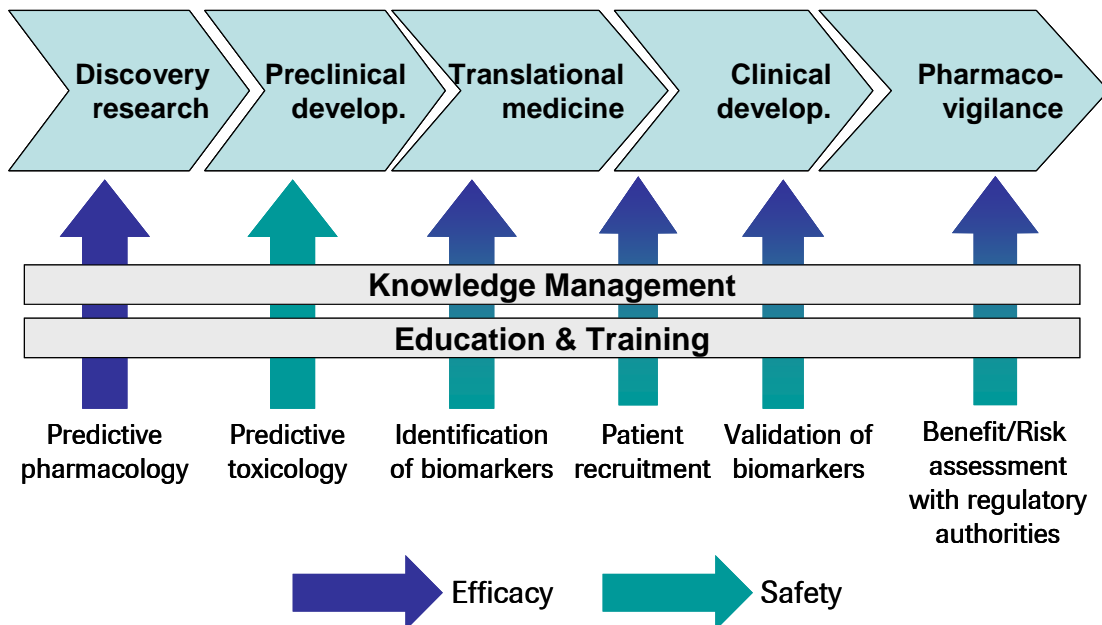 Discovery
research
Preclinical
develop.
Translational
medicine
Clinical
develop.
Pharmaco-
vigilance
Knowledge Management
Education & Training
Predictive
pharmacology
Predictive
toxicology
Identification
of biomarkers
Patient
recruitment
Validation of
biomarkers
Benefit/Risk
assessment
with regulatory
authorities
Efficacy
Safety